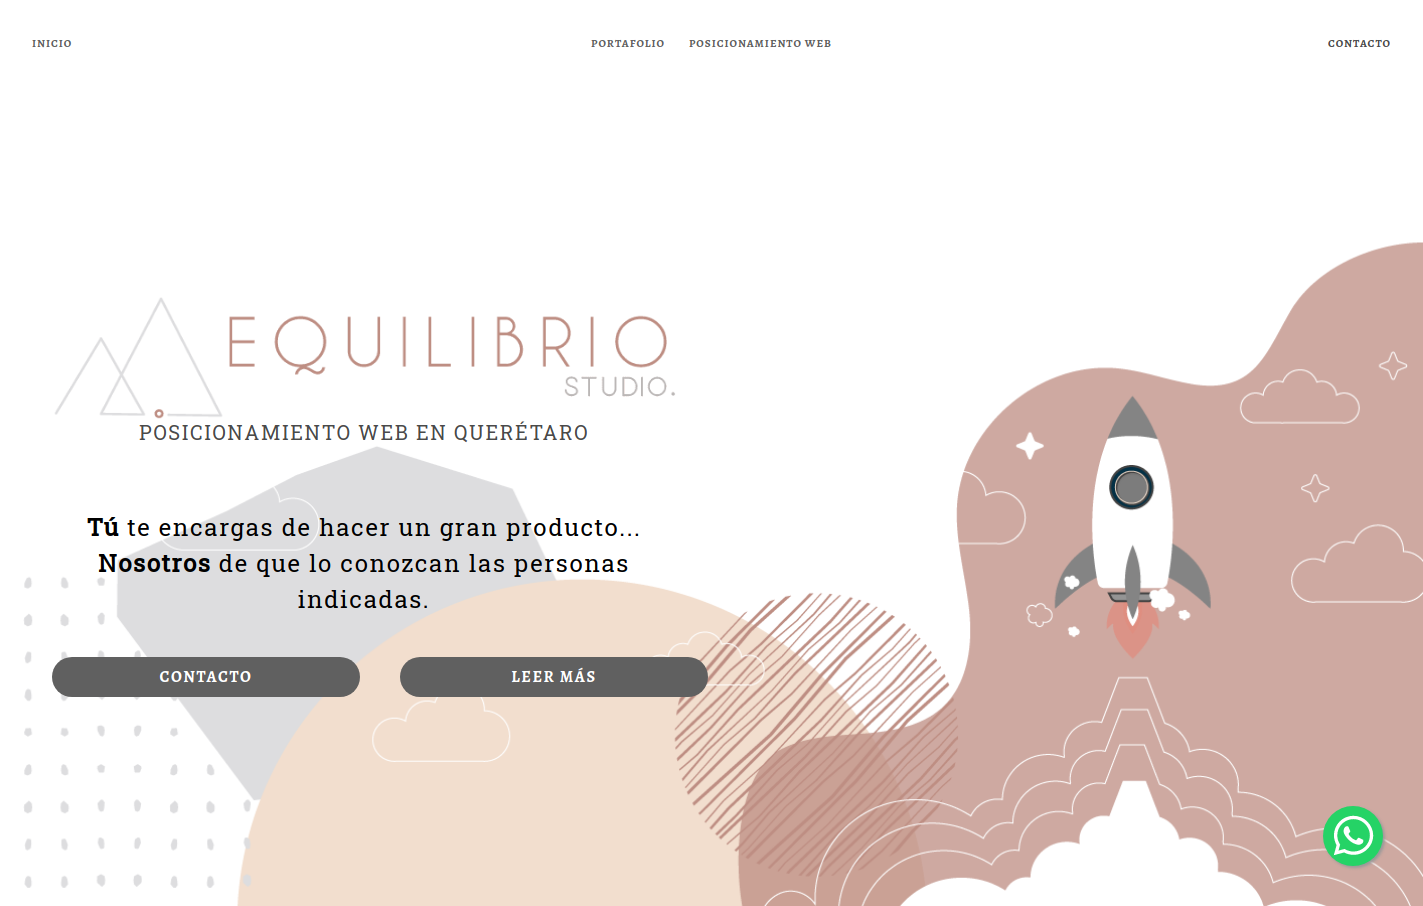 INICIO
PORTAFOLIO
POSICIONAMIENTO WEB
CONTACTO
EQUILIBRIO
STUDIO.
POSICIONAMIENTO WEB EN QUERÉTARO
Tú te encargas de hacer un gran producto...
Nosotros de que lo conozcan las personas
indicadas.
CONTACTO
LEER MÁS